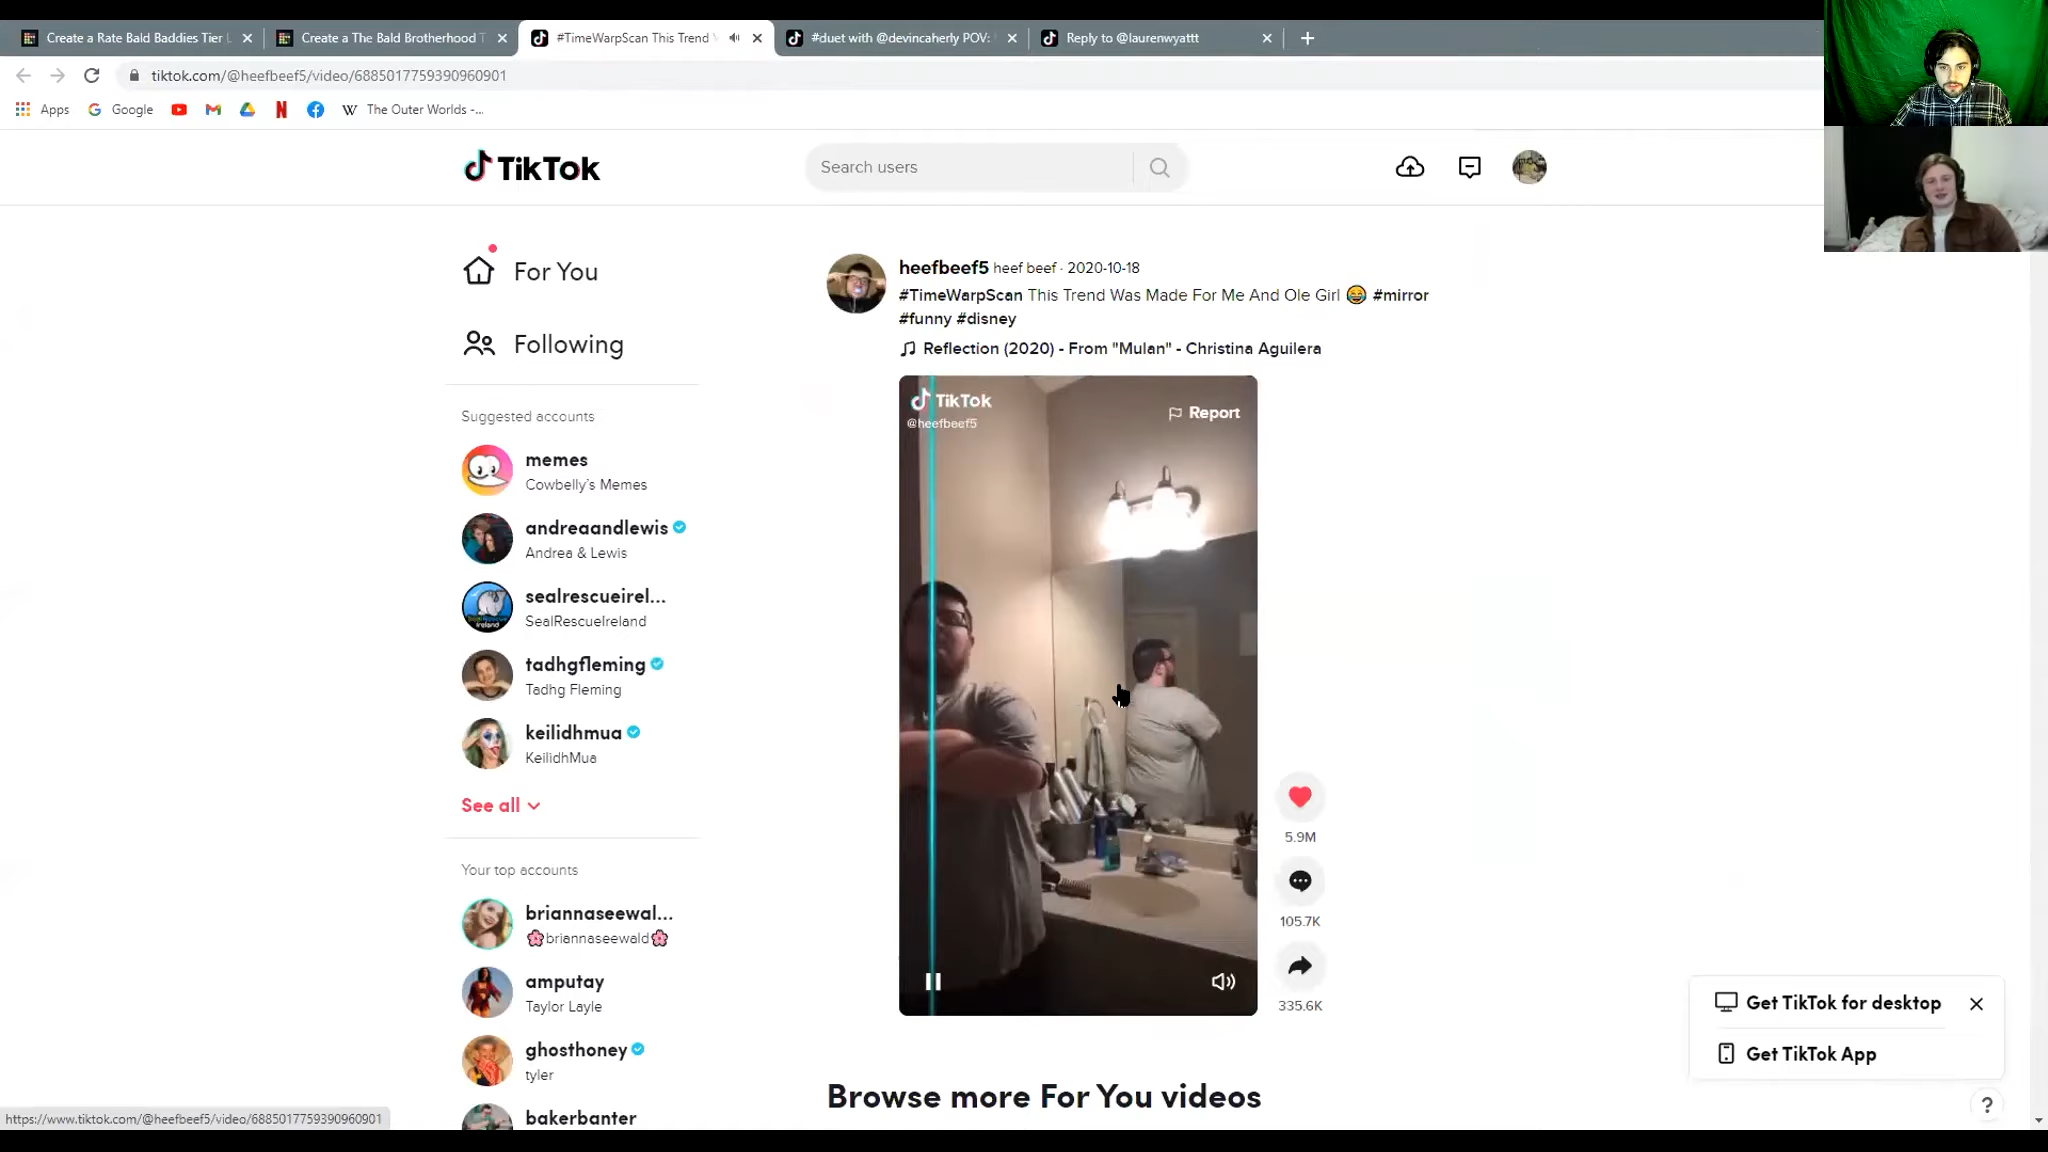 Create a Rate Bald Baddies Tier L
Create a The Bald Brotherhood T
#TimeWarpScan This Trend
#duet with @devincaherly POV:
Reply to @laurenwyattt
tiktok.com/@heefbeef5/video/6885017759390960901
Apps
Google
The Outer Worlds -...
TikTok
Search users
For You
Following
Suggested accounts
memes
Cowbelly's Memes
andreaandlewis
Andrea & Lewis
sealrescueirel...
SealRescueIreland
tadhgfleming
Tadhg Fleming
keilidhmua
KeilidhMua
See all
Your top accounts
briannaseewal...
🌸briannaseewald🌸
amputay
Taylor Layle
ghosthoney
tyler
bakerbanter
heefbeef5 heef beef · 2020-10-18
#TimeWarpScan This Trend Was Made For Me And Ole Girl 😂 #mirror
#funny #disney
Reflection (2020) - From "Mulan" - Christina Aguilera
TikTok
@heefbeef5
Report
5.9M
105.7K
335.6K
Browse more For You videos
Get TikTok for desktop
Get TikTok App
?
https://www.tiktok.com/@heefbeef5/video/6885017759390960901